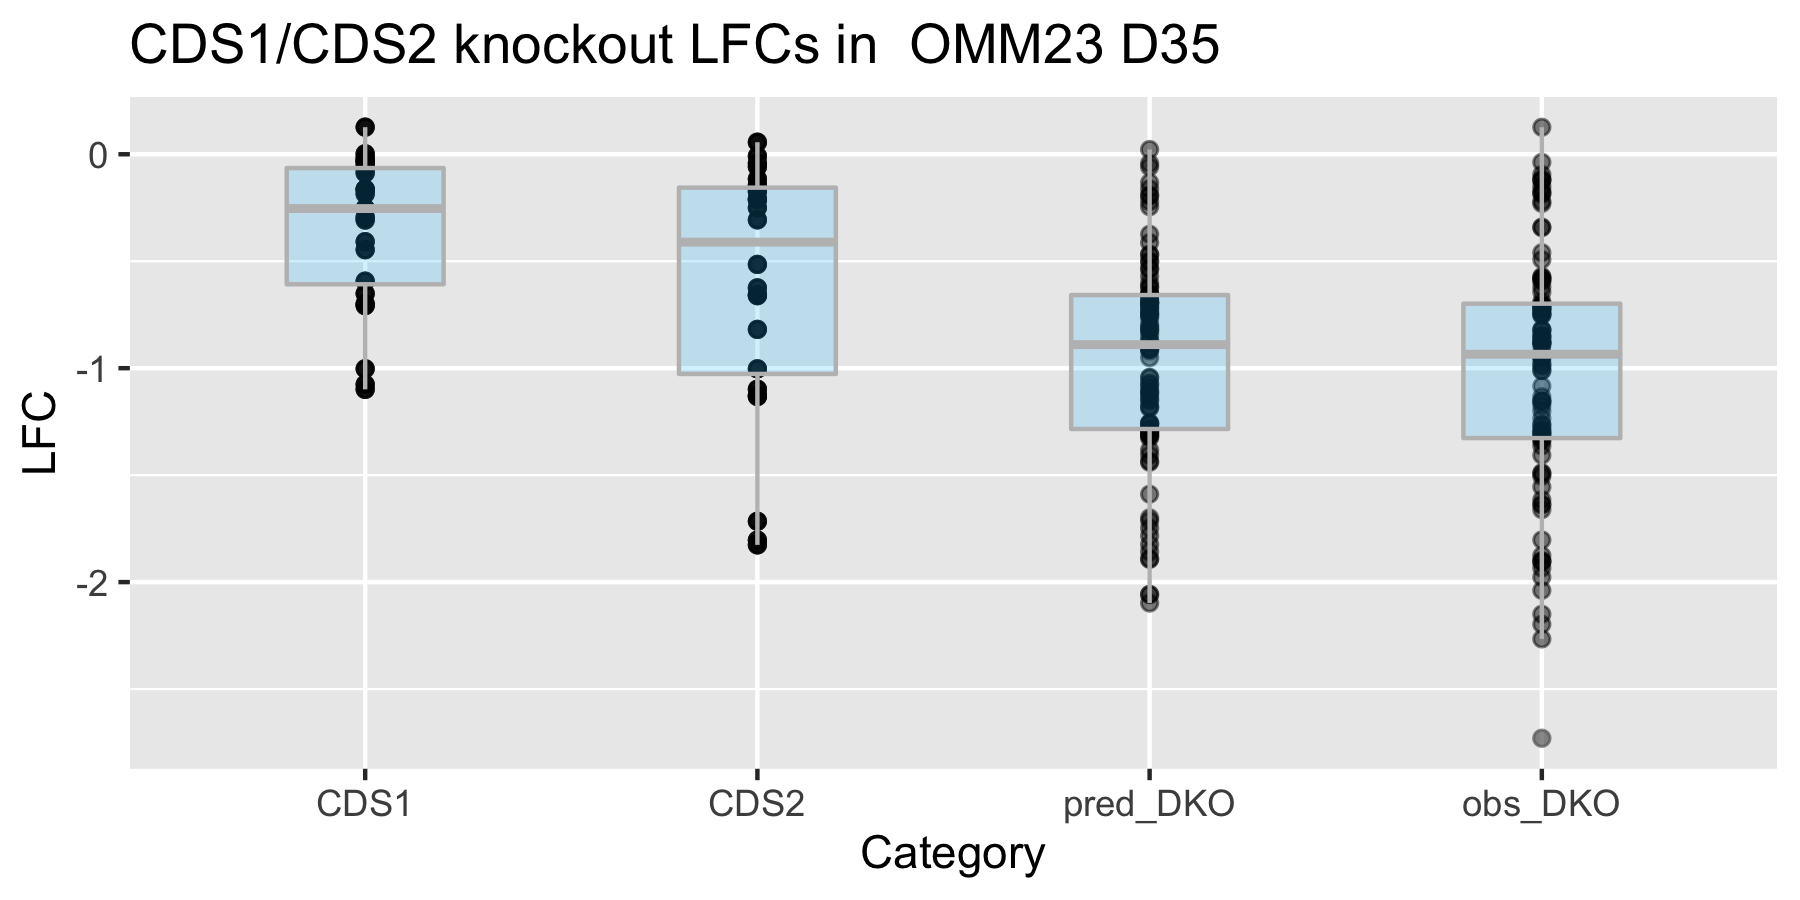 CDS1/CDS2 knockout LFCs in  OMM23 D35
LFC
0
-1
-2
CDS1 CDS2 pred_DKO obs_DKO
Category